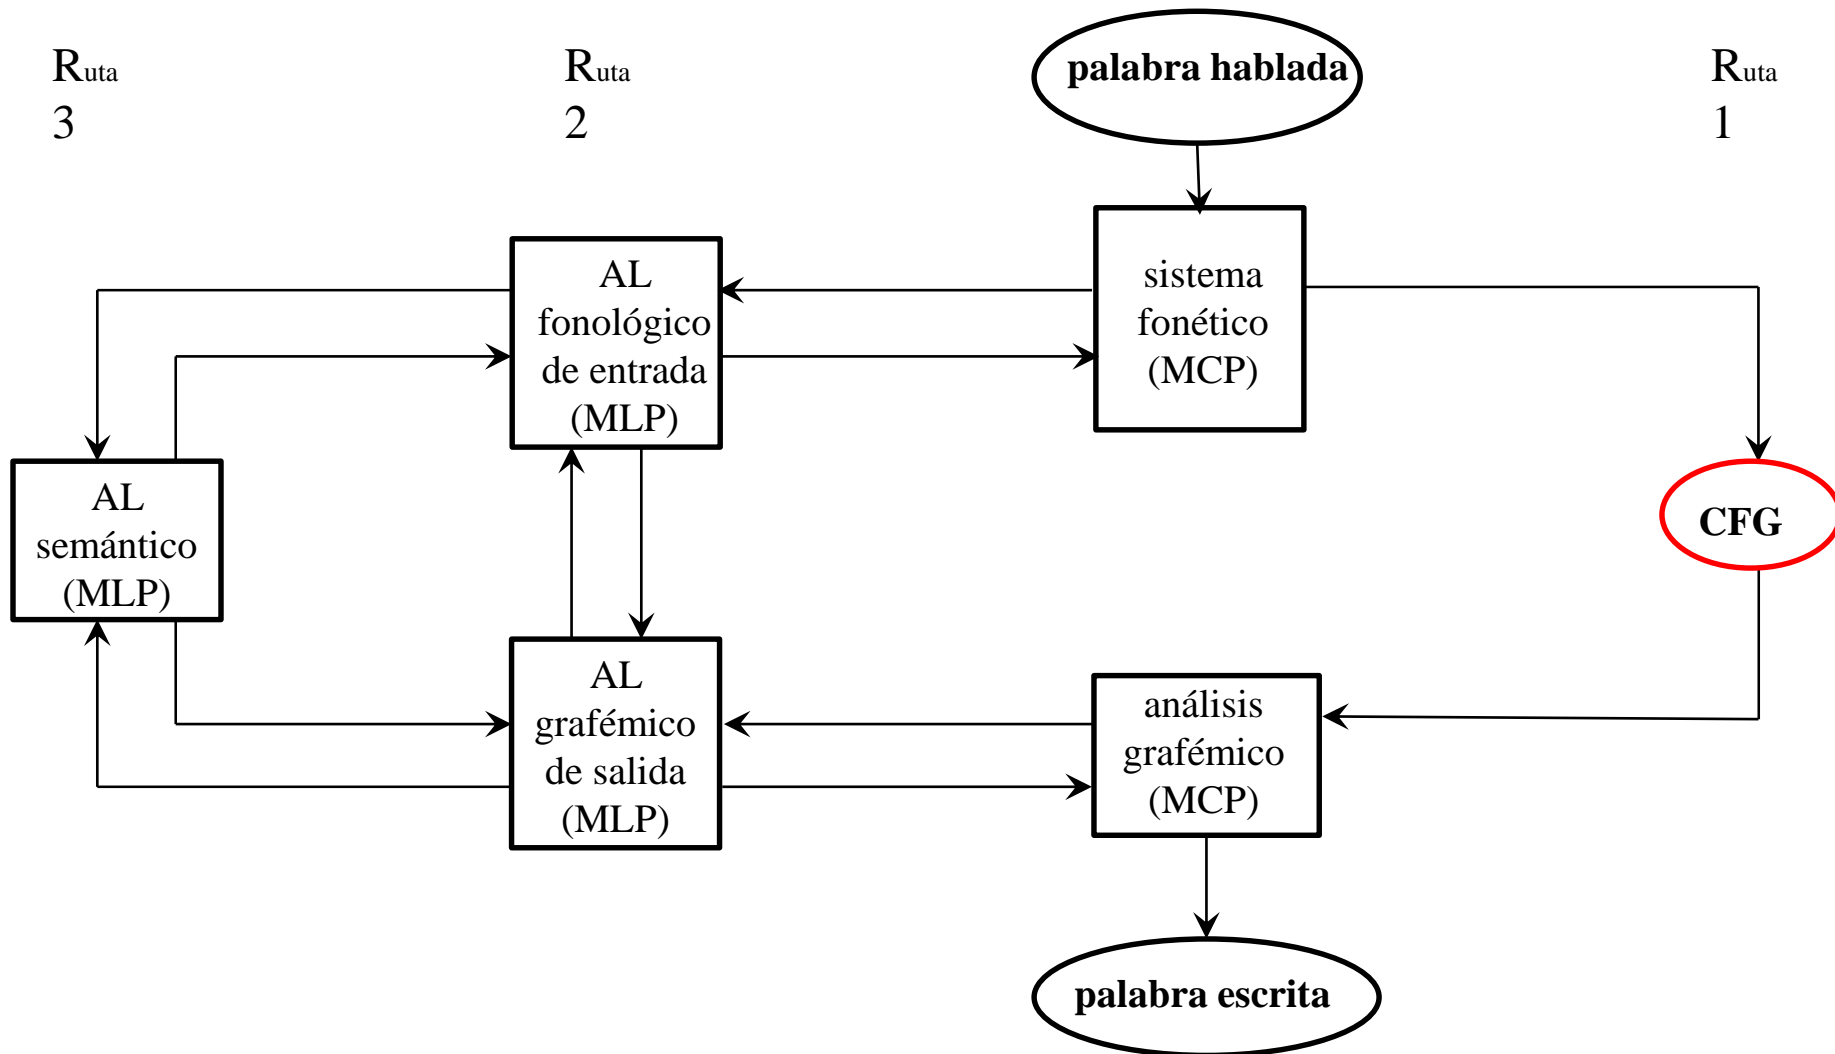 Ruta
3
Ruta
2
palabra hablada
Ruta
1
AL
fonológico
de entrada
(MLP)
sistema
fonético
(MCP)
AL
semántico
(MLP)
CFG
AL
grafémico
de salida
(MLP)
análisis
grafémico
(MCP)
palabra escrita